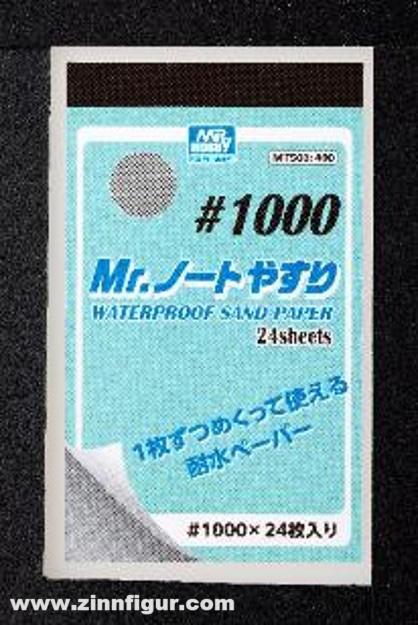 MR.
HOBBY
MT503:400
#1000
Mr.ノートやすり
WATERPROOF SAND PAPER
24sheets
1枚ずつめくって使える
耐水ペーパー
#1000×24枚入り
www.zinnfigur.com